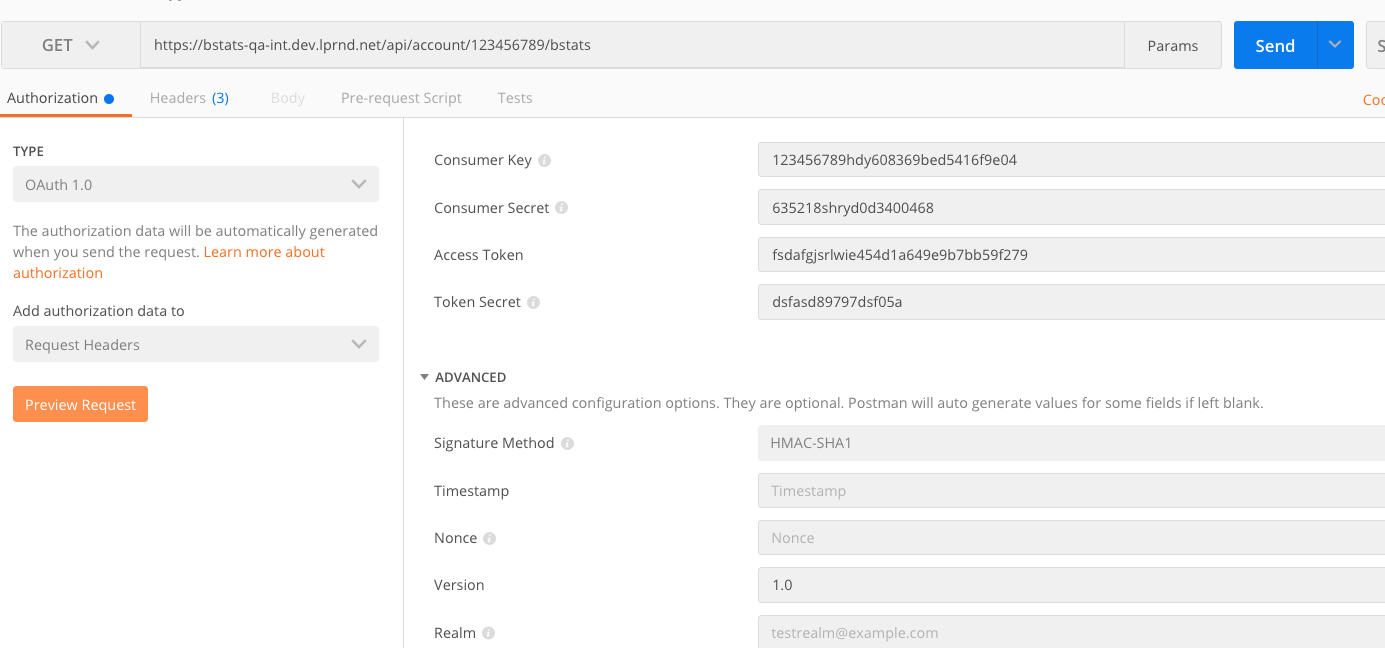 GET https://bstats-qa-int.dev.lprnd.net/api/account/123456789/bstats Params Send
Authorization Headers (3) Body Pre-request Script Tests
TYPE
OAuth 1.0
The authorization data will be automatically generated
when you send the request. Learn more about
authorization
Add authorization data to
Request Headers
Preview Request
Consumer Key 123456789hdy608369bed5416f9e04
Consumer Secret 635218shryd0d3400468
Access Token fsdafgjsrlwie454d1a649e9b7bb59f279
Token Secret dsfasd89797dsf05a
ADVANCED
These are advanced configuration options. They are optional. Postman will auto generate values for some fields if left blank.
Signature Method HMAC-SHA1
Timestamp Timestamp
Nonce Nonce
Version 1.0
Realm testrealm@example.com